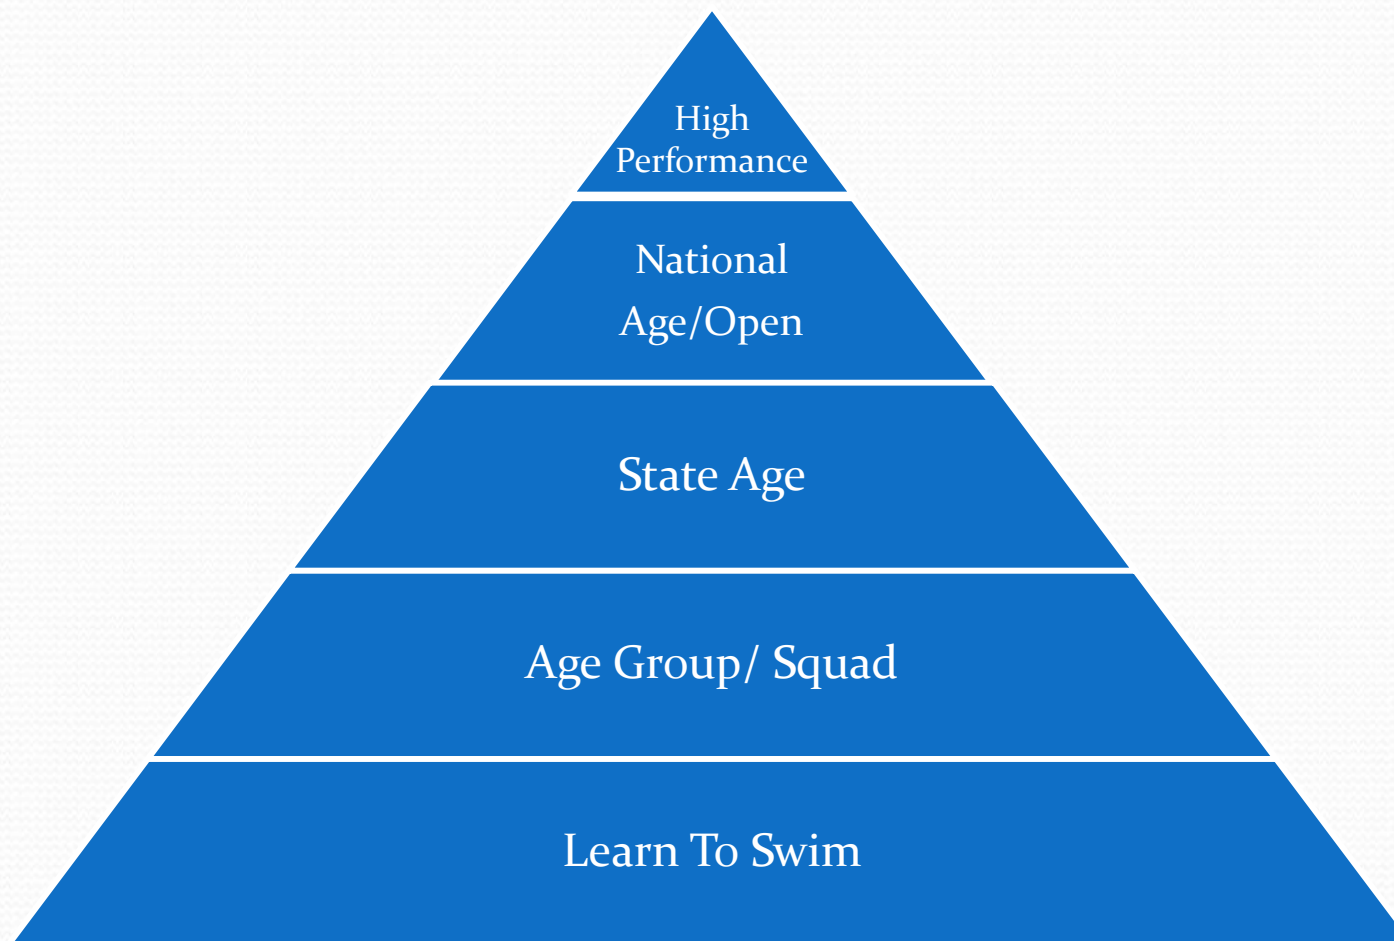 High
Performance
National
Age/Open
State Age
Age Group/ Squad
Learn To Swim